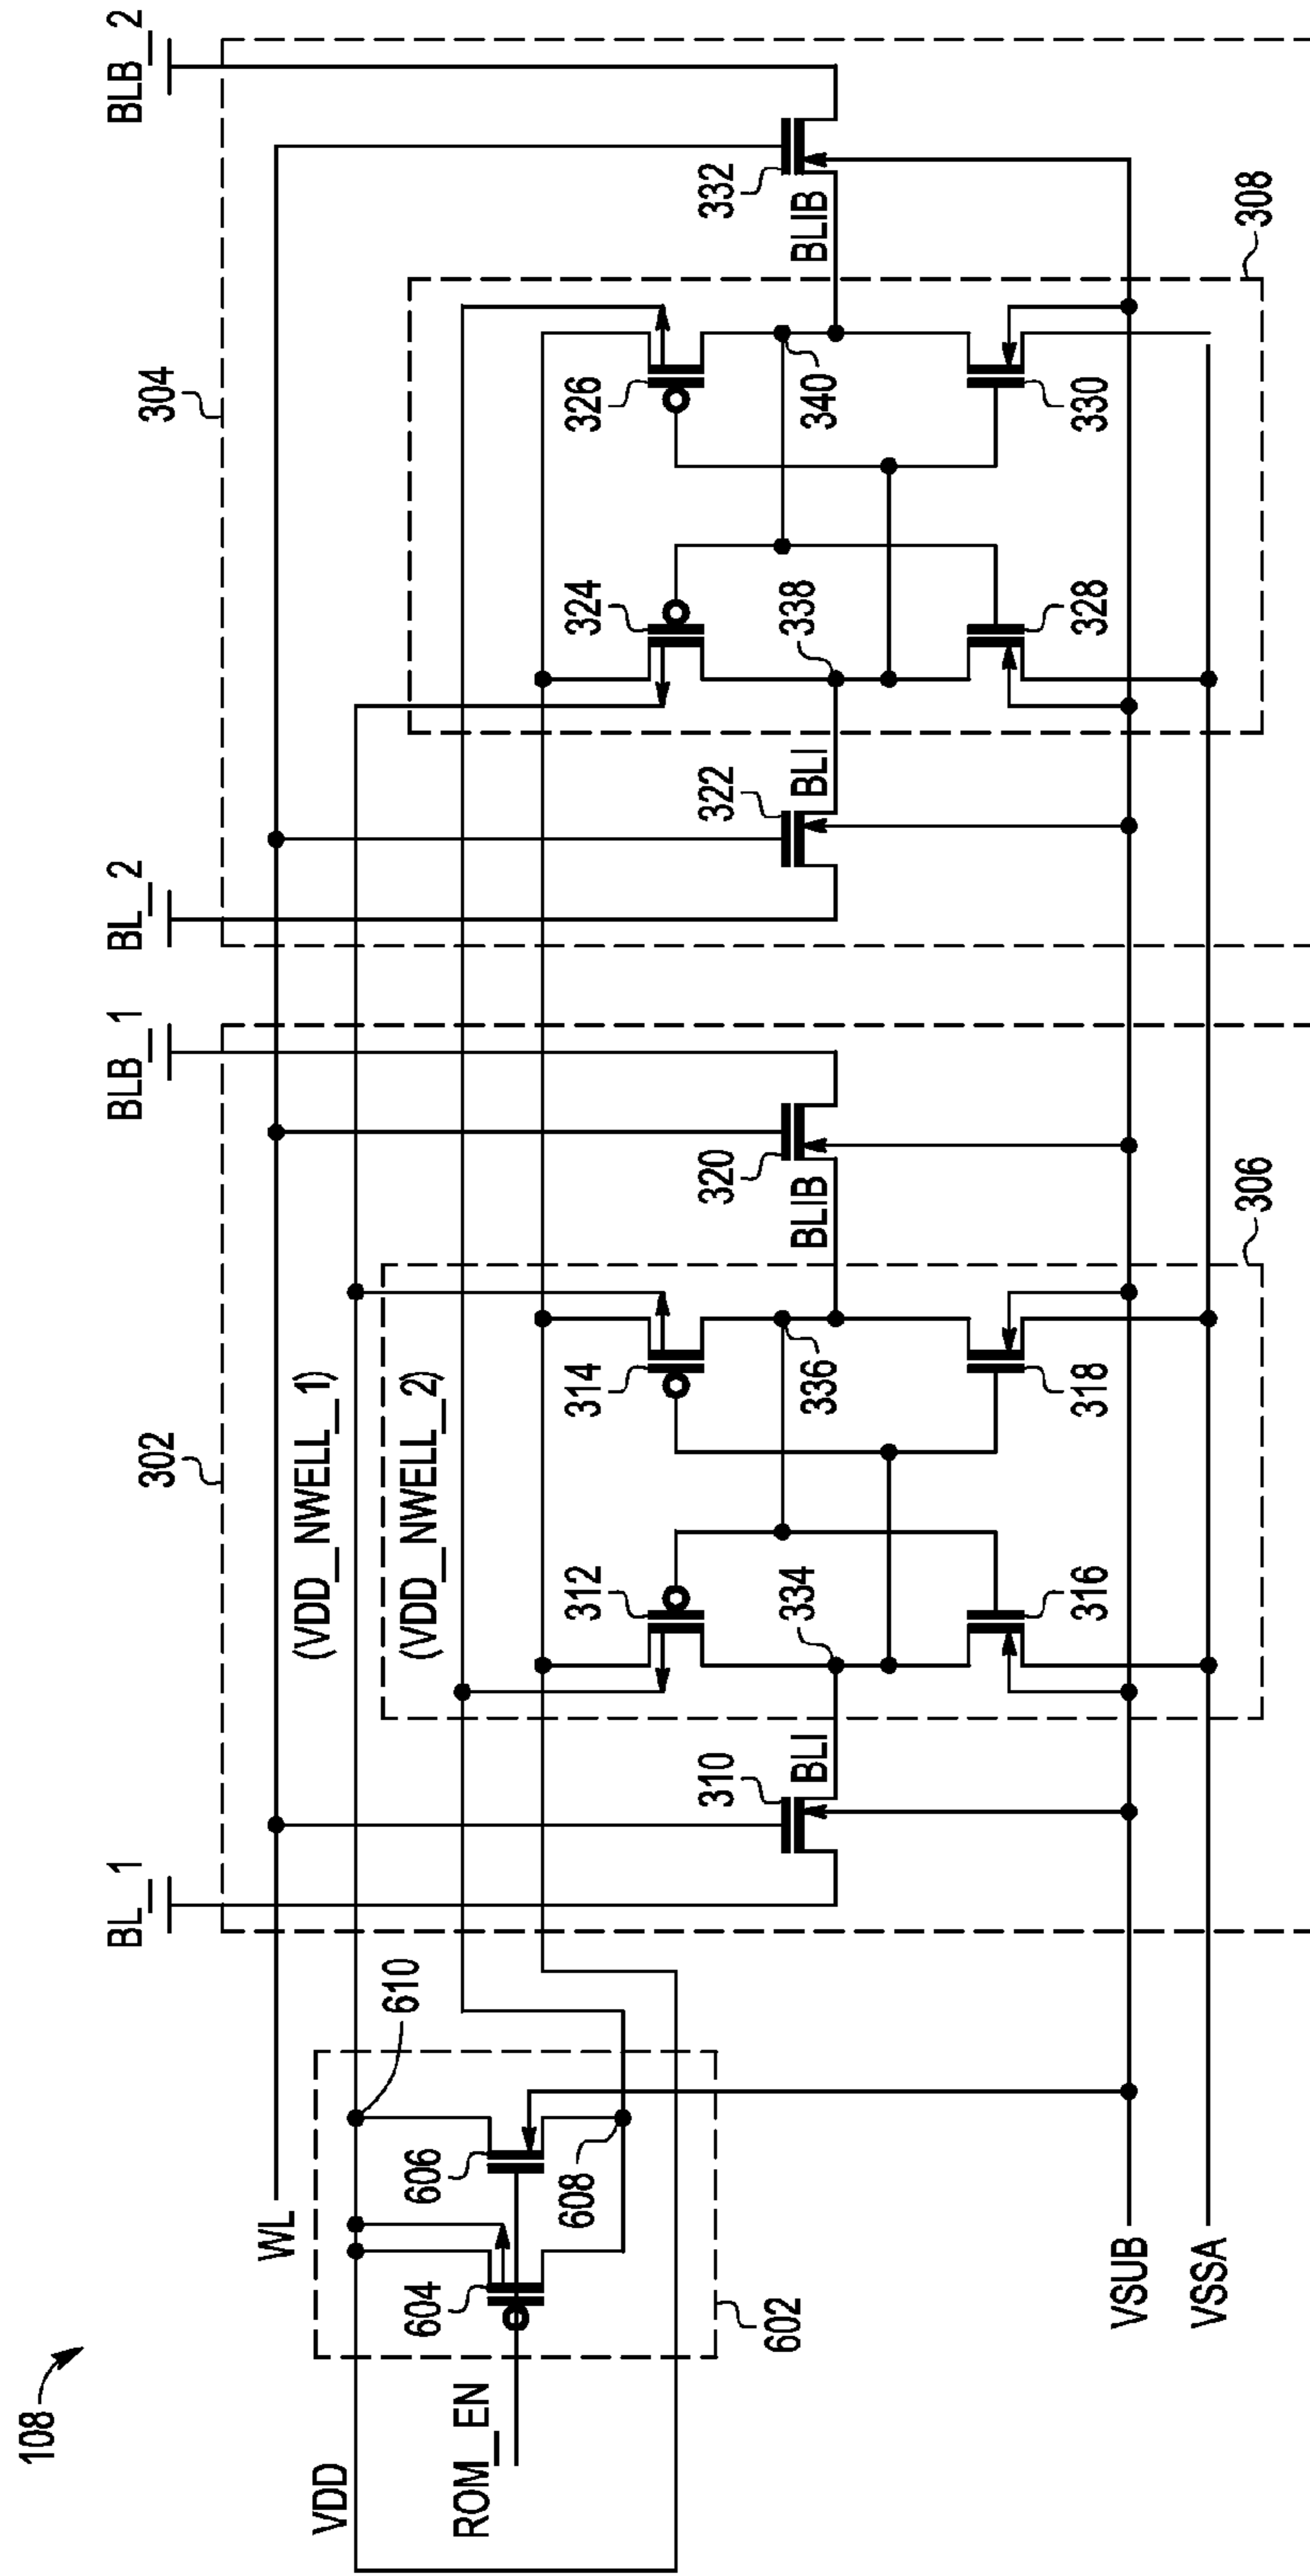 108
BL_1
BLB_1
BL_2
BLB_2
302
304
WL
VDD
610
(VDD_NWELL_1)
(VDD_NWELL_2)
604
606
ROM_EN
608
602
312
314
324
326
310
BLI
334
336
320
BLIB
322
BLI
338
340
332
BLIB
316
318
328
330
306
308
VSUB
VSSA